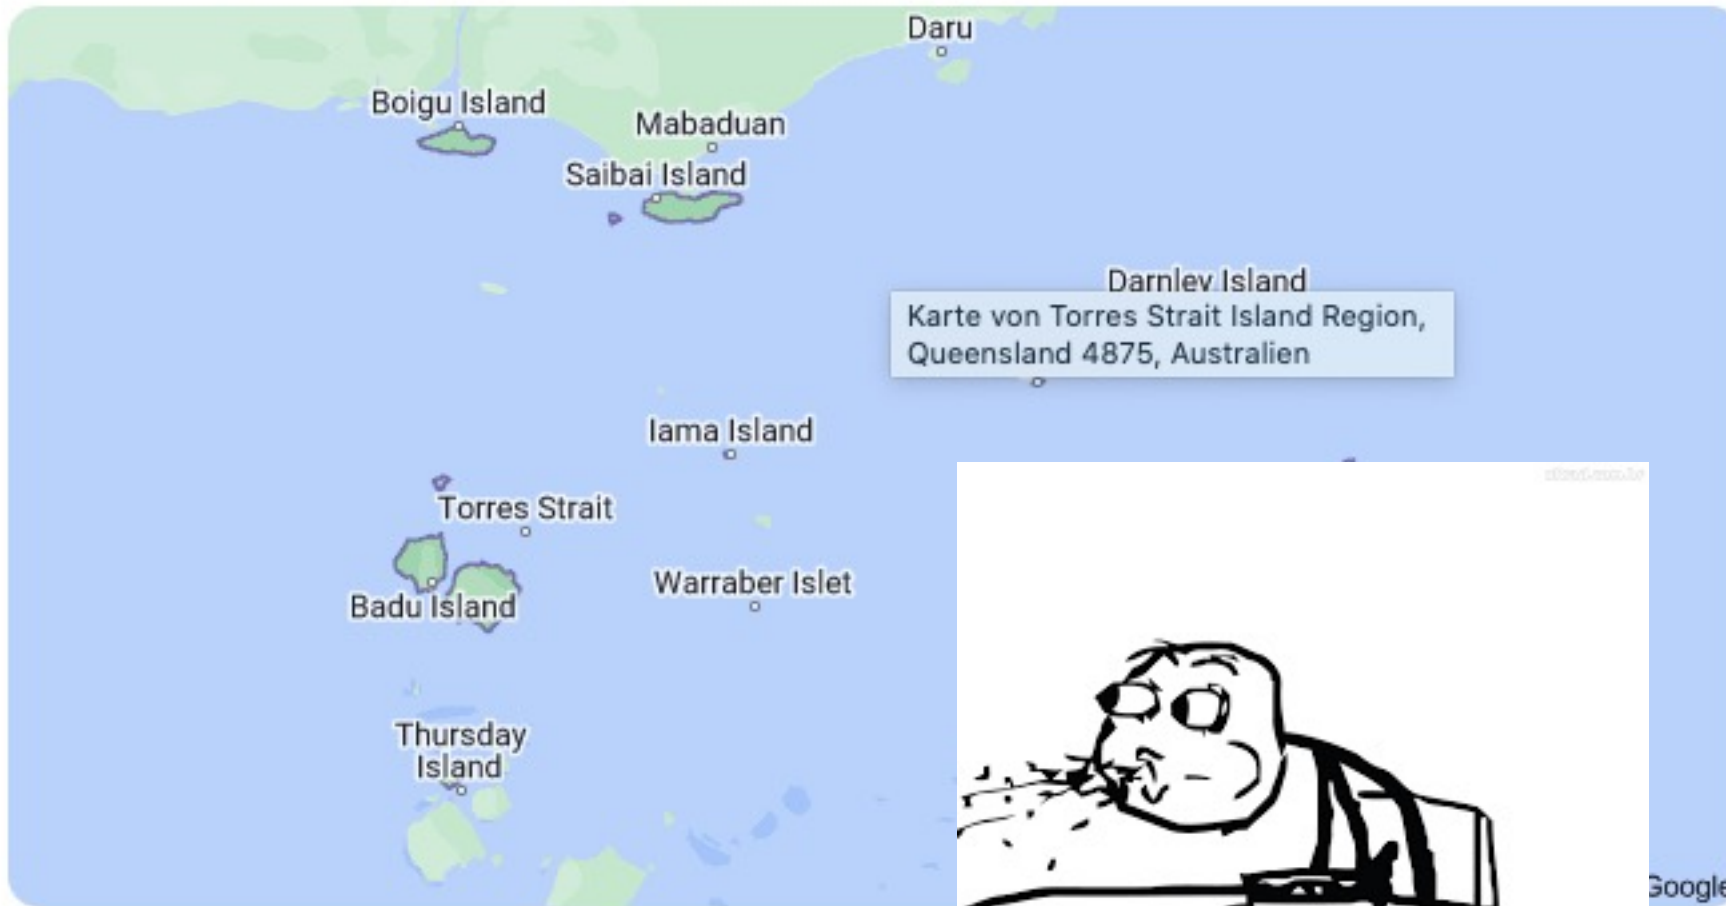 Daru
Boigu Island
Mabaduan
Saibai Island
Darnley Island
Karte von Torres Strait Island Region,
Queensland 4875, Australien
Iama Island
Torres Strait
Warraber Islet
Badu Island
Thursday
Island
Google